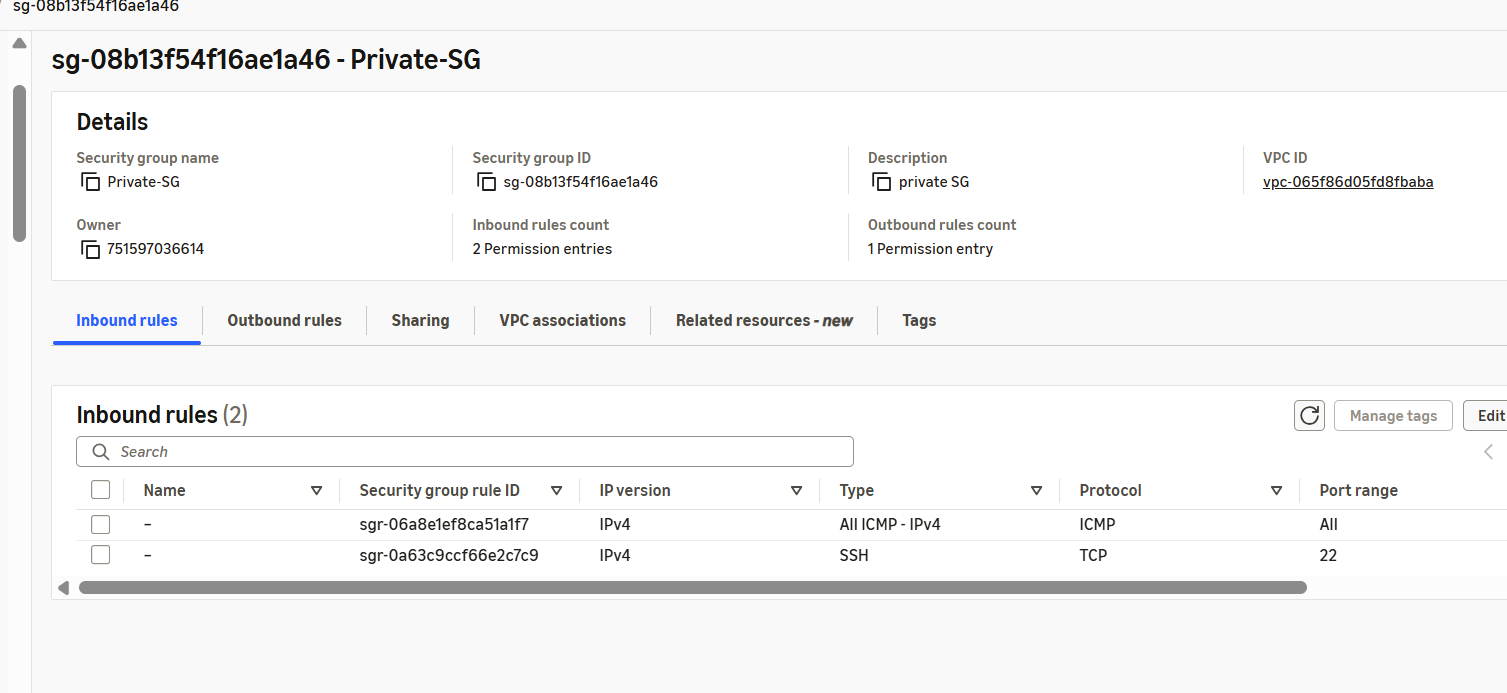 sg-08b13f54f16ae1a46
sg-08b13f54f16ae1a46 - Private-SG
Details
Security group name
Private-SG
Security group ID
sg-08b13f54f16ae1a46
Description
private SG
VPC ID
vpc-065f86d05fd8fbaba
Owner
751597036614
Inbound rules count
2 Permission entries
Outbound rules count
1 Permission entry
Inbound rules Outbound rules Sharing VPC associations Related resources - new Tags
Inbound rules (2)
Manage tags
Edit
Search
Name Security group rule ID IP version Type Protocol Port range
– sgr-06a8e1ef8ca51a1f7 IPv4 All ICMP - IPv4 ICMP All
– sgr-0a63c9ccf66e2c7c9 IPv4 SSH TCP 22